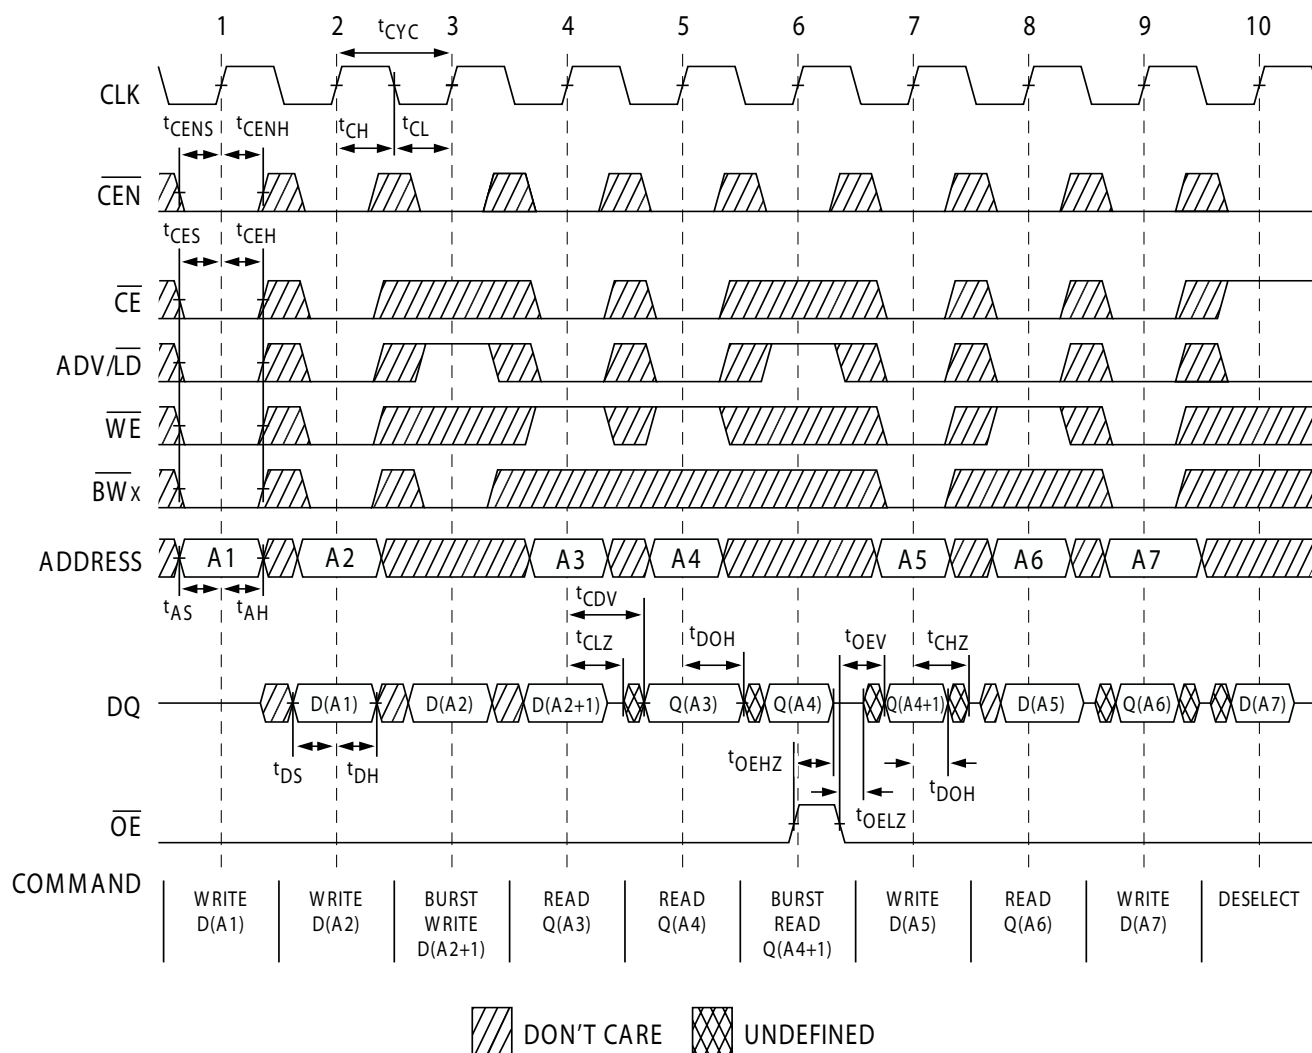 1 2 3 4 5 6 7 8 9 10
tCYC
CLK
tCENS tCENH tCH tCL
CEN
tCES tCEH
CE
ADV/LD
WE
BWX
ADDRESS A1 A2 A3 A4 A5 A6 A7
tAS tAH tCDV
tCLZ tDOH tOEV tCHZ
DQ D(A1) D(A2) D(A2+1) Q(A3) Q(A4) Q(A4+1) D(A5) Q(A6) D(A7)
tDS tDH tOEHZ tDOH
tOELZ
OE
COMMAND
WRITE
D(A1)
WRITE
D(A2)
BURST
WRITE
D(A2+1)
READ
Q(A3)
READ
Q(A4)
BURST
READ
Q(A4+1)
WRITE
D(A5)
READ
Q(A6)
WRITE
D(A7)
DESELECT
DON'T CARE UNDEFINED